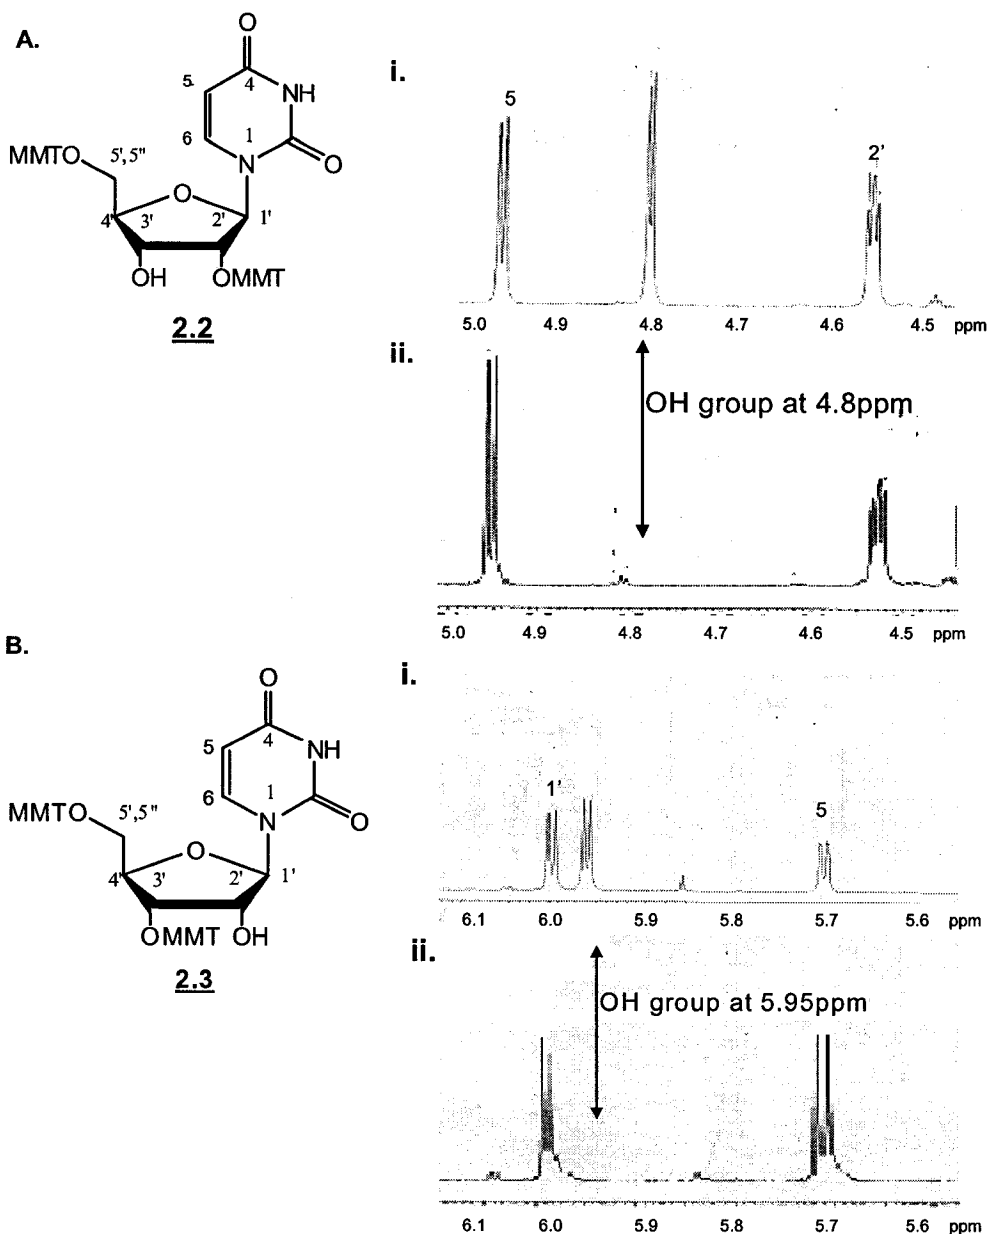 A.
O
4
5
NH
6
1
N
O
MMTO
5',5"
O
4'
3'
2'
1'
OH
OMMT
2.2
i.
5
2'
5.0 4.9 4.8 4.7 4.6 4.5 ppm
ii.
OH group at 4.8ppm
5.0 4.9 4.8 4.7 4.6 4.5 ppm
B.
O
4
5
NH
6
1
N
O
MMTO
5',5"
O
4'
3'
2'
1'
OMMT
OH
2.3
i.
1'
5
6.1 6.0 5.9 5.8 5.7 5.6 ppm
ii.
OH group at 5.95ppm
6.1 6.0 5.9 5.8 5.7 5.6 ppm